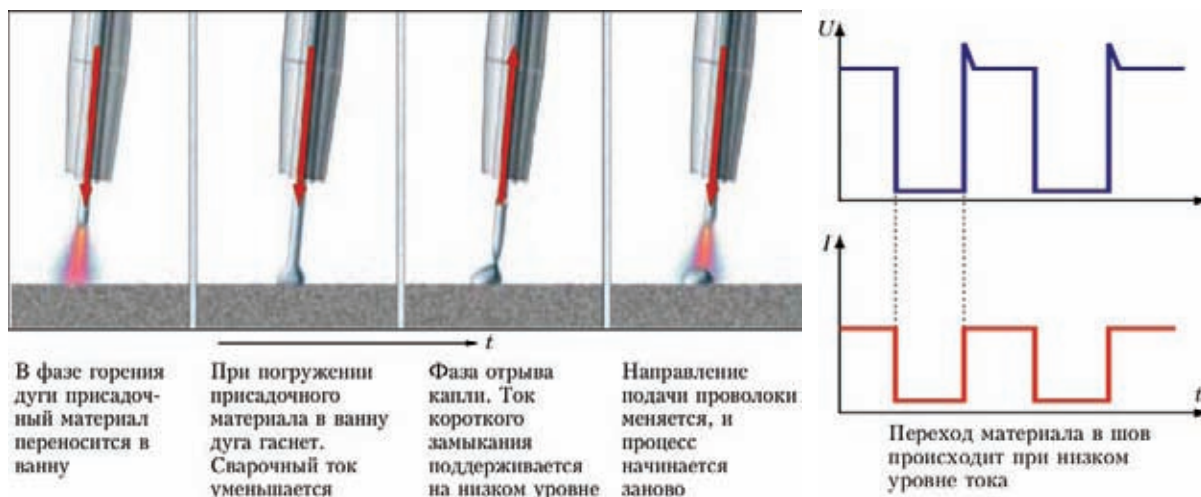 t
В фазе горения
дуги присадоч-
ный материал
переносится в
ванну
При погружении
присадочного
материала в ванну
дуга гаснет.
Сварочный ток
уменьшается
Фаза отрыва
капли. Ток
короткого
замыкания
поддерживается
на низком уровне
Направление
подачи проволоки
меняется, и
процесс
начинается
заново
U
I
t
Переход материала в шов
происходит при низком
уровне тока